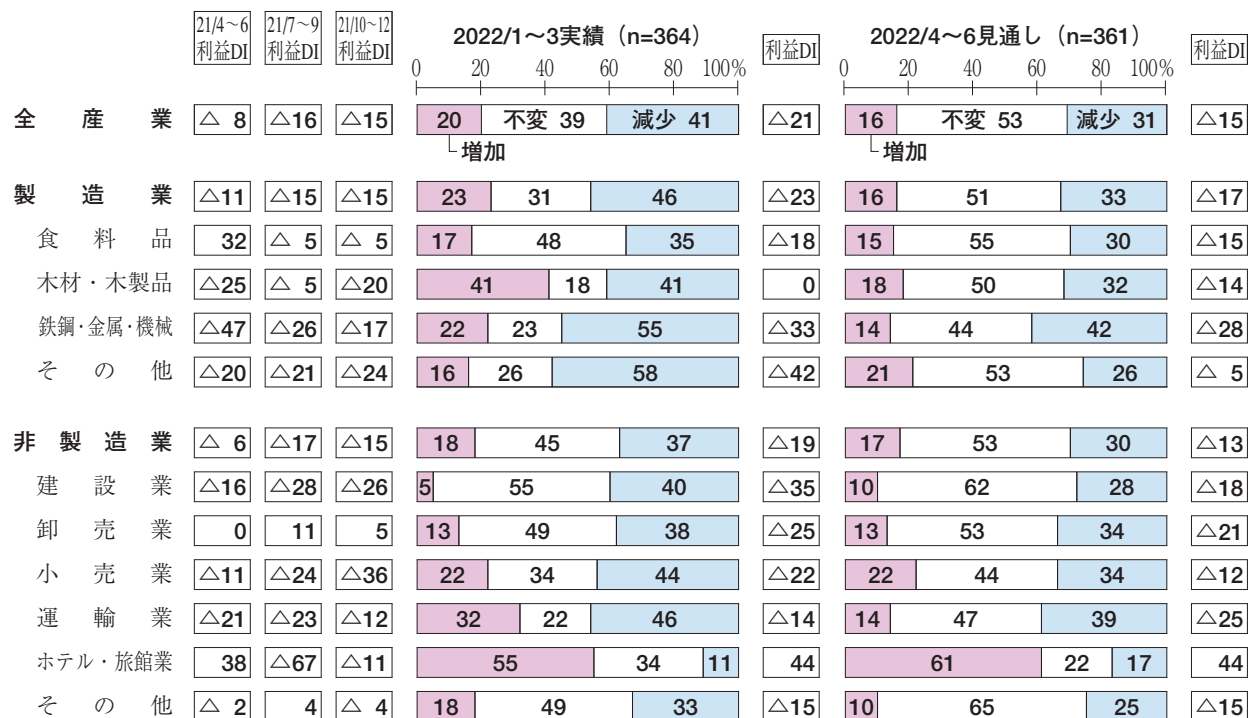 21/4～6 21/7～9 21/10～12
利益DI 利益DI 利益DI 2022/1～3実績（n=364） 利益DI 2022/4～6見通し（n=361） 利益DI
0 20 40 60 80 100% 0 20 40 60 80 100%
全産業 △ 8 △16 △15 20 不変 39 減少 41 △21 16 不変 53 減少 31 △15
増加 増加
製造業 △11 △15 △15 23 31 46 △23 16 51 33 △17
食料品 32 △ 5 △ 5 17 48 35 △18 15 55 30 △15
木材・木製品 △25 △ 5 △20 41 18 41 0 18 50 32 △14
鉄鋼・金属・機械 △47 △26 △17 22 23 55 △33 14 44 42 △28
その他 △20 △21 △24 16 26 58 △42 21 53 26 △ 5
非製造業 △ 6 △17 △15 18 45 37 △19 17 53 30 △13
建設業 △16 △28 △26 5 55 40 △35 10 62 28 △18
卸売業 0 11 5 13 49 38 △25 13 53 34 △21
小売業 △11 △24 △36 22 34 44 △22 22 44 34 △12
運輸業 △21 △23 △12 32 22 46 △14 14 47 39 △25
ホテル・旅館業 38 △67 △11 55 34 11 44 61 22 17 44
その他 △ 2 4 △ 4 18 49 33 △15 10 65 25 △15